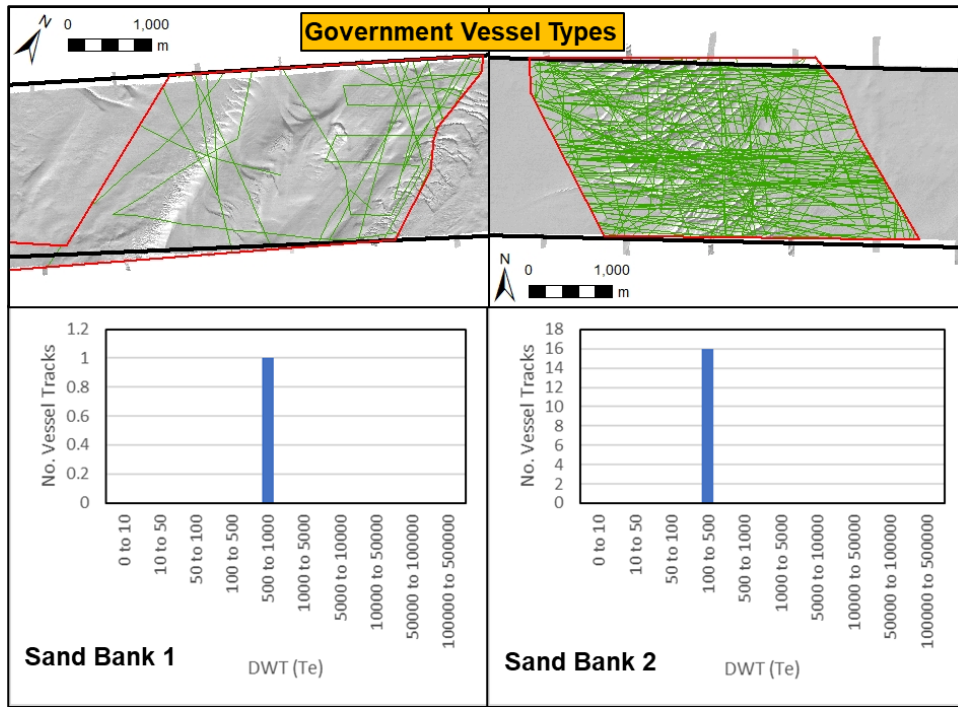 Government Vessel Types
N
0 1,000
m
N
0 1,000
m
No. Vessel Tracks
1.2
1
0.8
0.6
0.4
0.2
0
0 to 10
10 to 50
50 to 100
100 to 500
500 to 1000
1000 to 5000
5000 to 10000
10000 to 50000
50000 to 100000
100000 to 500000
DWT (Te)
Sand Bank 1
No. Vessel Tracks
18
16
14
12
10
8
6
4
2
0
0 to 10
10 to 50
50 to 100
100 to 500
500 to 1000
1000 to 5000
5000 to 10000
10000 to 50000
50000 to 100000
100000 to 500000
DWT (Te)
Sand Bank 2